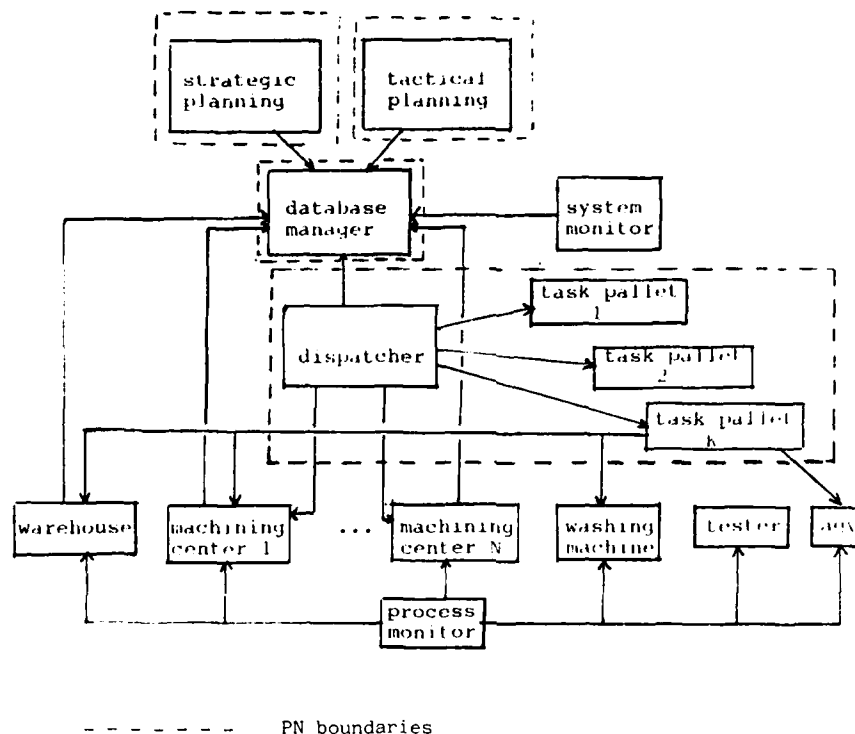 strategic
planning
tactical
planning
database
manager
system
monitor
task pallet
1
dispatcher
task pallet
2
task pallet
k
warehouse
machining
center 1
...
machining
center N
washing
machine
tester
agv
process
monitor
PN boundaries